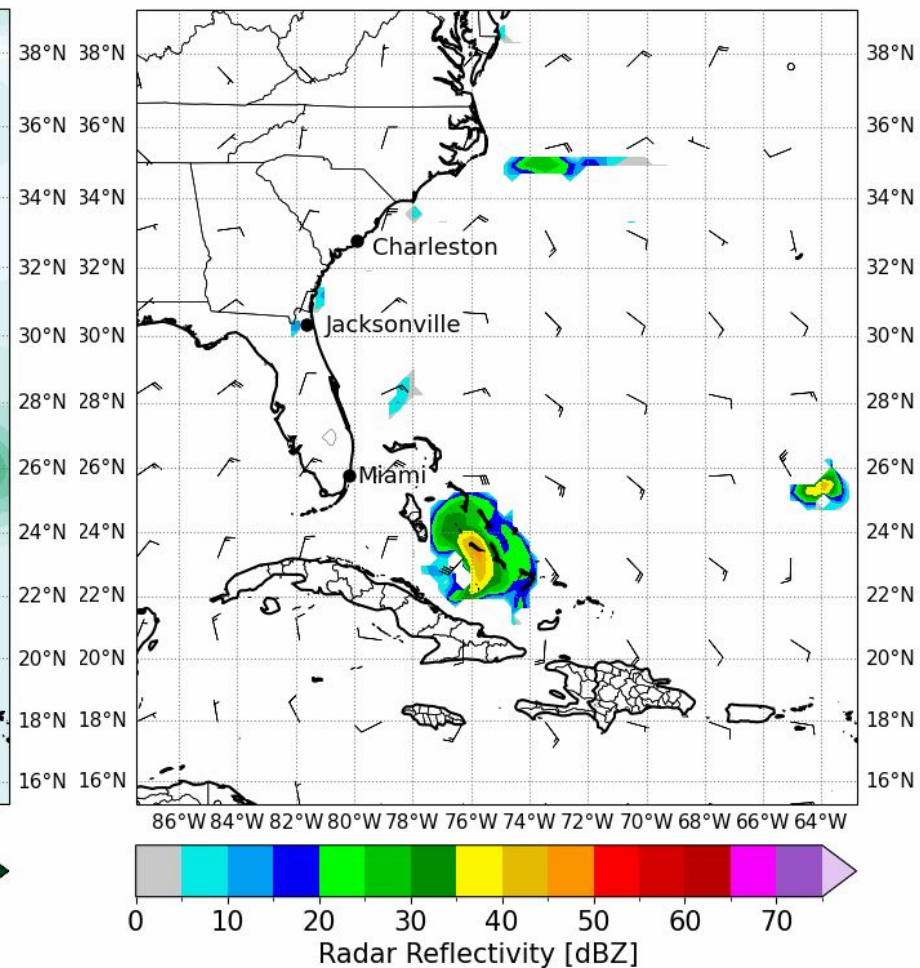 38°N 38°N 38°N
36°N 36°N 36°N
34°N 34°N 34°N
Charleston
32°N 32°N 32°N
30°N 30°N Jacksonville 30°N
28°N 28°N 28°N
26°N 26°N Miami 26°N
24°N 24°N 24°N
22°N 22°N 22°N
20°N 20°N 20°N
18°N 18°N 18°N
16°N 16°N 16°N
86°W 84°W 82°W 80°W 78°W 76°W 74°W 72°W 70°W 68°W 66°W 64°W
0 10 20 30 40 50 60 70
Radar Reflectivity [dBZ]